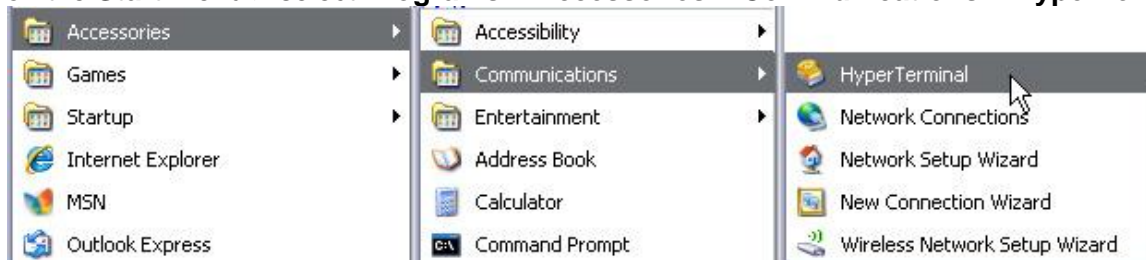 Accessories
Games
Startup
Internet Explorer
MSN
Outlook Express
Accessibility
Communications
Entertainment
Address Book
Calculator
Command Prompt
HyperTerminal
Network Connections
Network Setup Wizard
New Connection Wizard
Wireless Network Setup Wizard